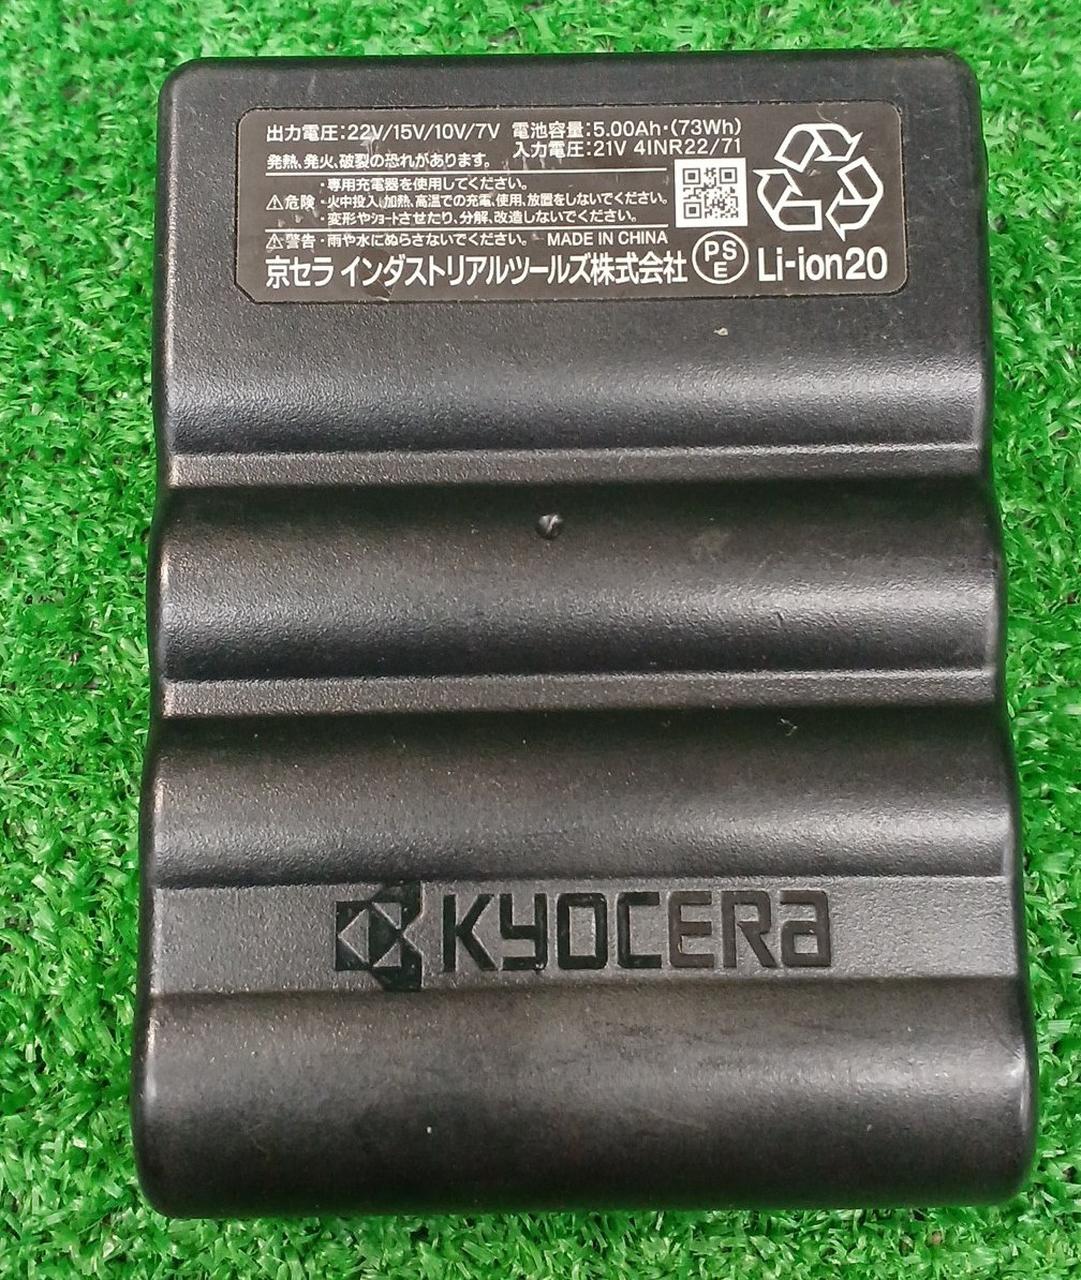 出力電圧:22V/15V/10V/7V 電池容量:5.00Ah・(73Wh)
入力電圧:21V 4INR22/71
発熱、発火、破裂の恐れがあります。
⚠危険
・専用充電器を使用してください。
・火中投入、加熱、高温での充電、使用、放置をしないでください。
・変形やショートさせたり、分解、改造しないでください。
⚠警告・雨や水にぬらさないでください。 MADE IN CHINA
京セラ インダストリアルツールズ株式会社 PSE Li-ion20
KYOCERA